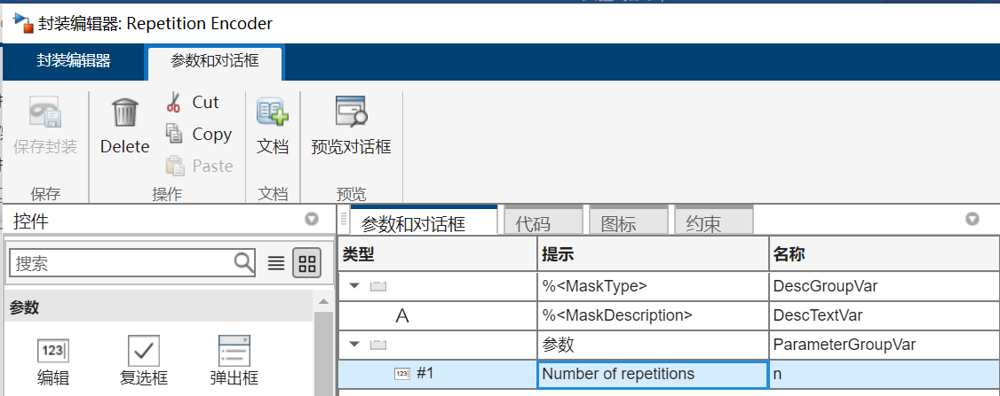 封装编辑器: Repetition Encoder
封装编辑器 参数和对话框
保存封装 Delete Cut Copy Paste 文档 预览对话框
保存 操作 文档 预览
控件 参数和对话框 代码 图标 约束
搜索
类型 提示 名称
%<MaskType> DescGroupVar
A %<MaskDescription> DescTextVar
参数 ParameterGroupVar
#1 Number of repetitions n
参数
123 编辑 复选框 弹出框